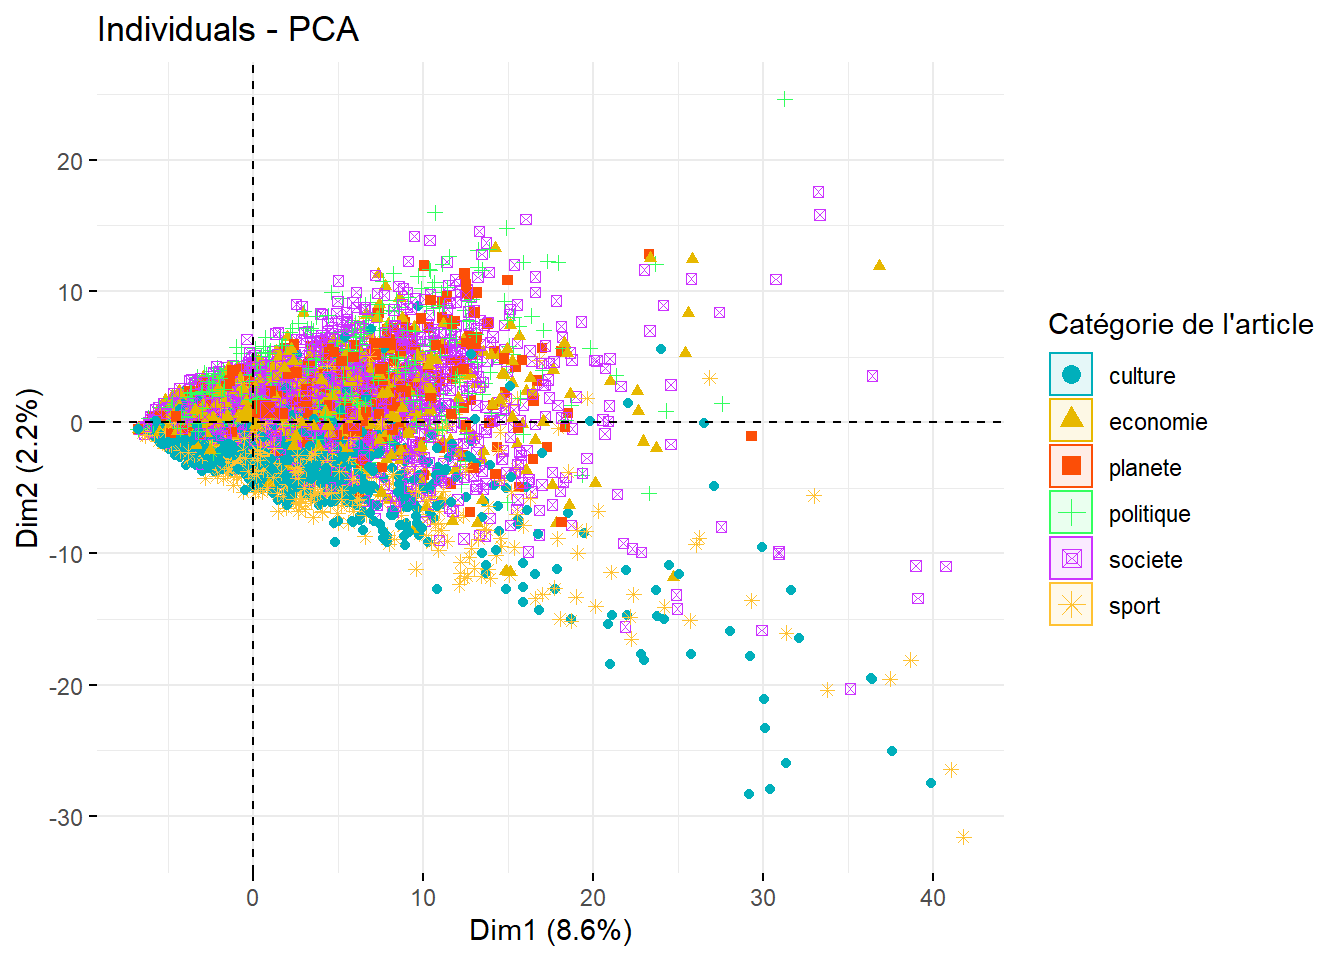 Individuals - PCA
20
10
0
-10
-20
-30
Dim2 (2.2%)
0
10
20
30
40
Dim1 (8.6%)
Catégorie de l'article
culture
economie
planete
politique
societe
sport